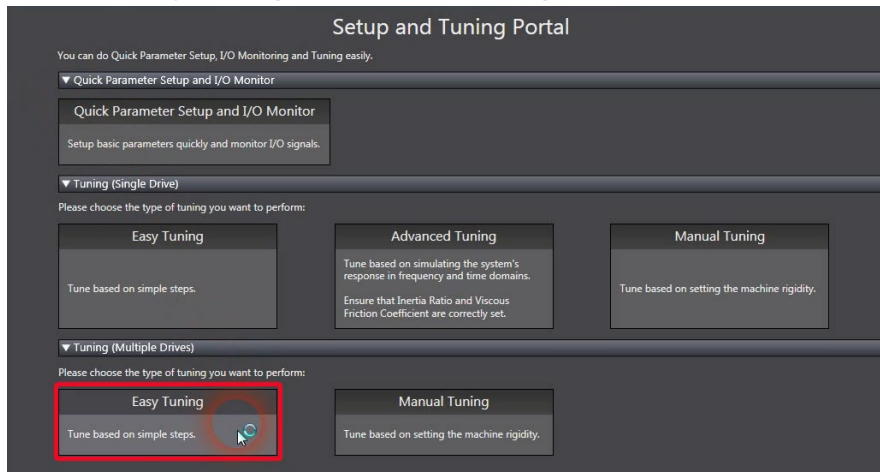 Setup and Tuning Portal
You can do Quick Parameter Setup, I/O Monitoring and Tuning easily.
▼ Quick Parameter Setup and I/O Monitor
Quick Parameter Setup and I/O Monitor
Setup basic parameters quickly and monitor I/O signals.
▼ Tuning (Single Drive)
Please choose the type of tuning you want to perform:
Easy Tuning
Tune based on simple steps.
Advanced Tuning
Tune based on simulating the system's
response in frequency and time domains.
Ensure that Inertia Ratio and Viscous
Friction Coefficient are correctly set.
Manual Tuning
Tune based on setting the machine rigidity.
▼ Tuning (Multiple Drives)
Please choose the type of tuning you want to perform:
Easy Tuning
Tune based on simple steps.
Manual Tuning
Tune based on setting the machine rigidity.